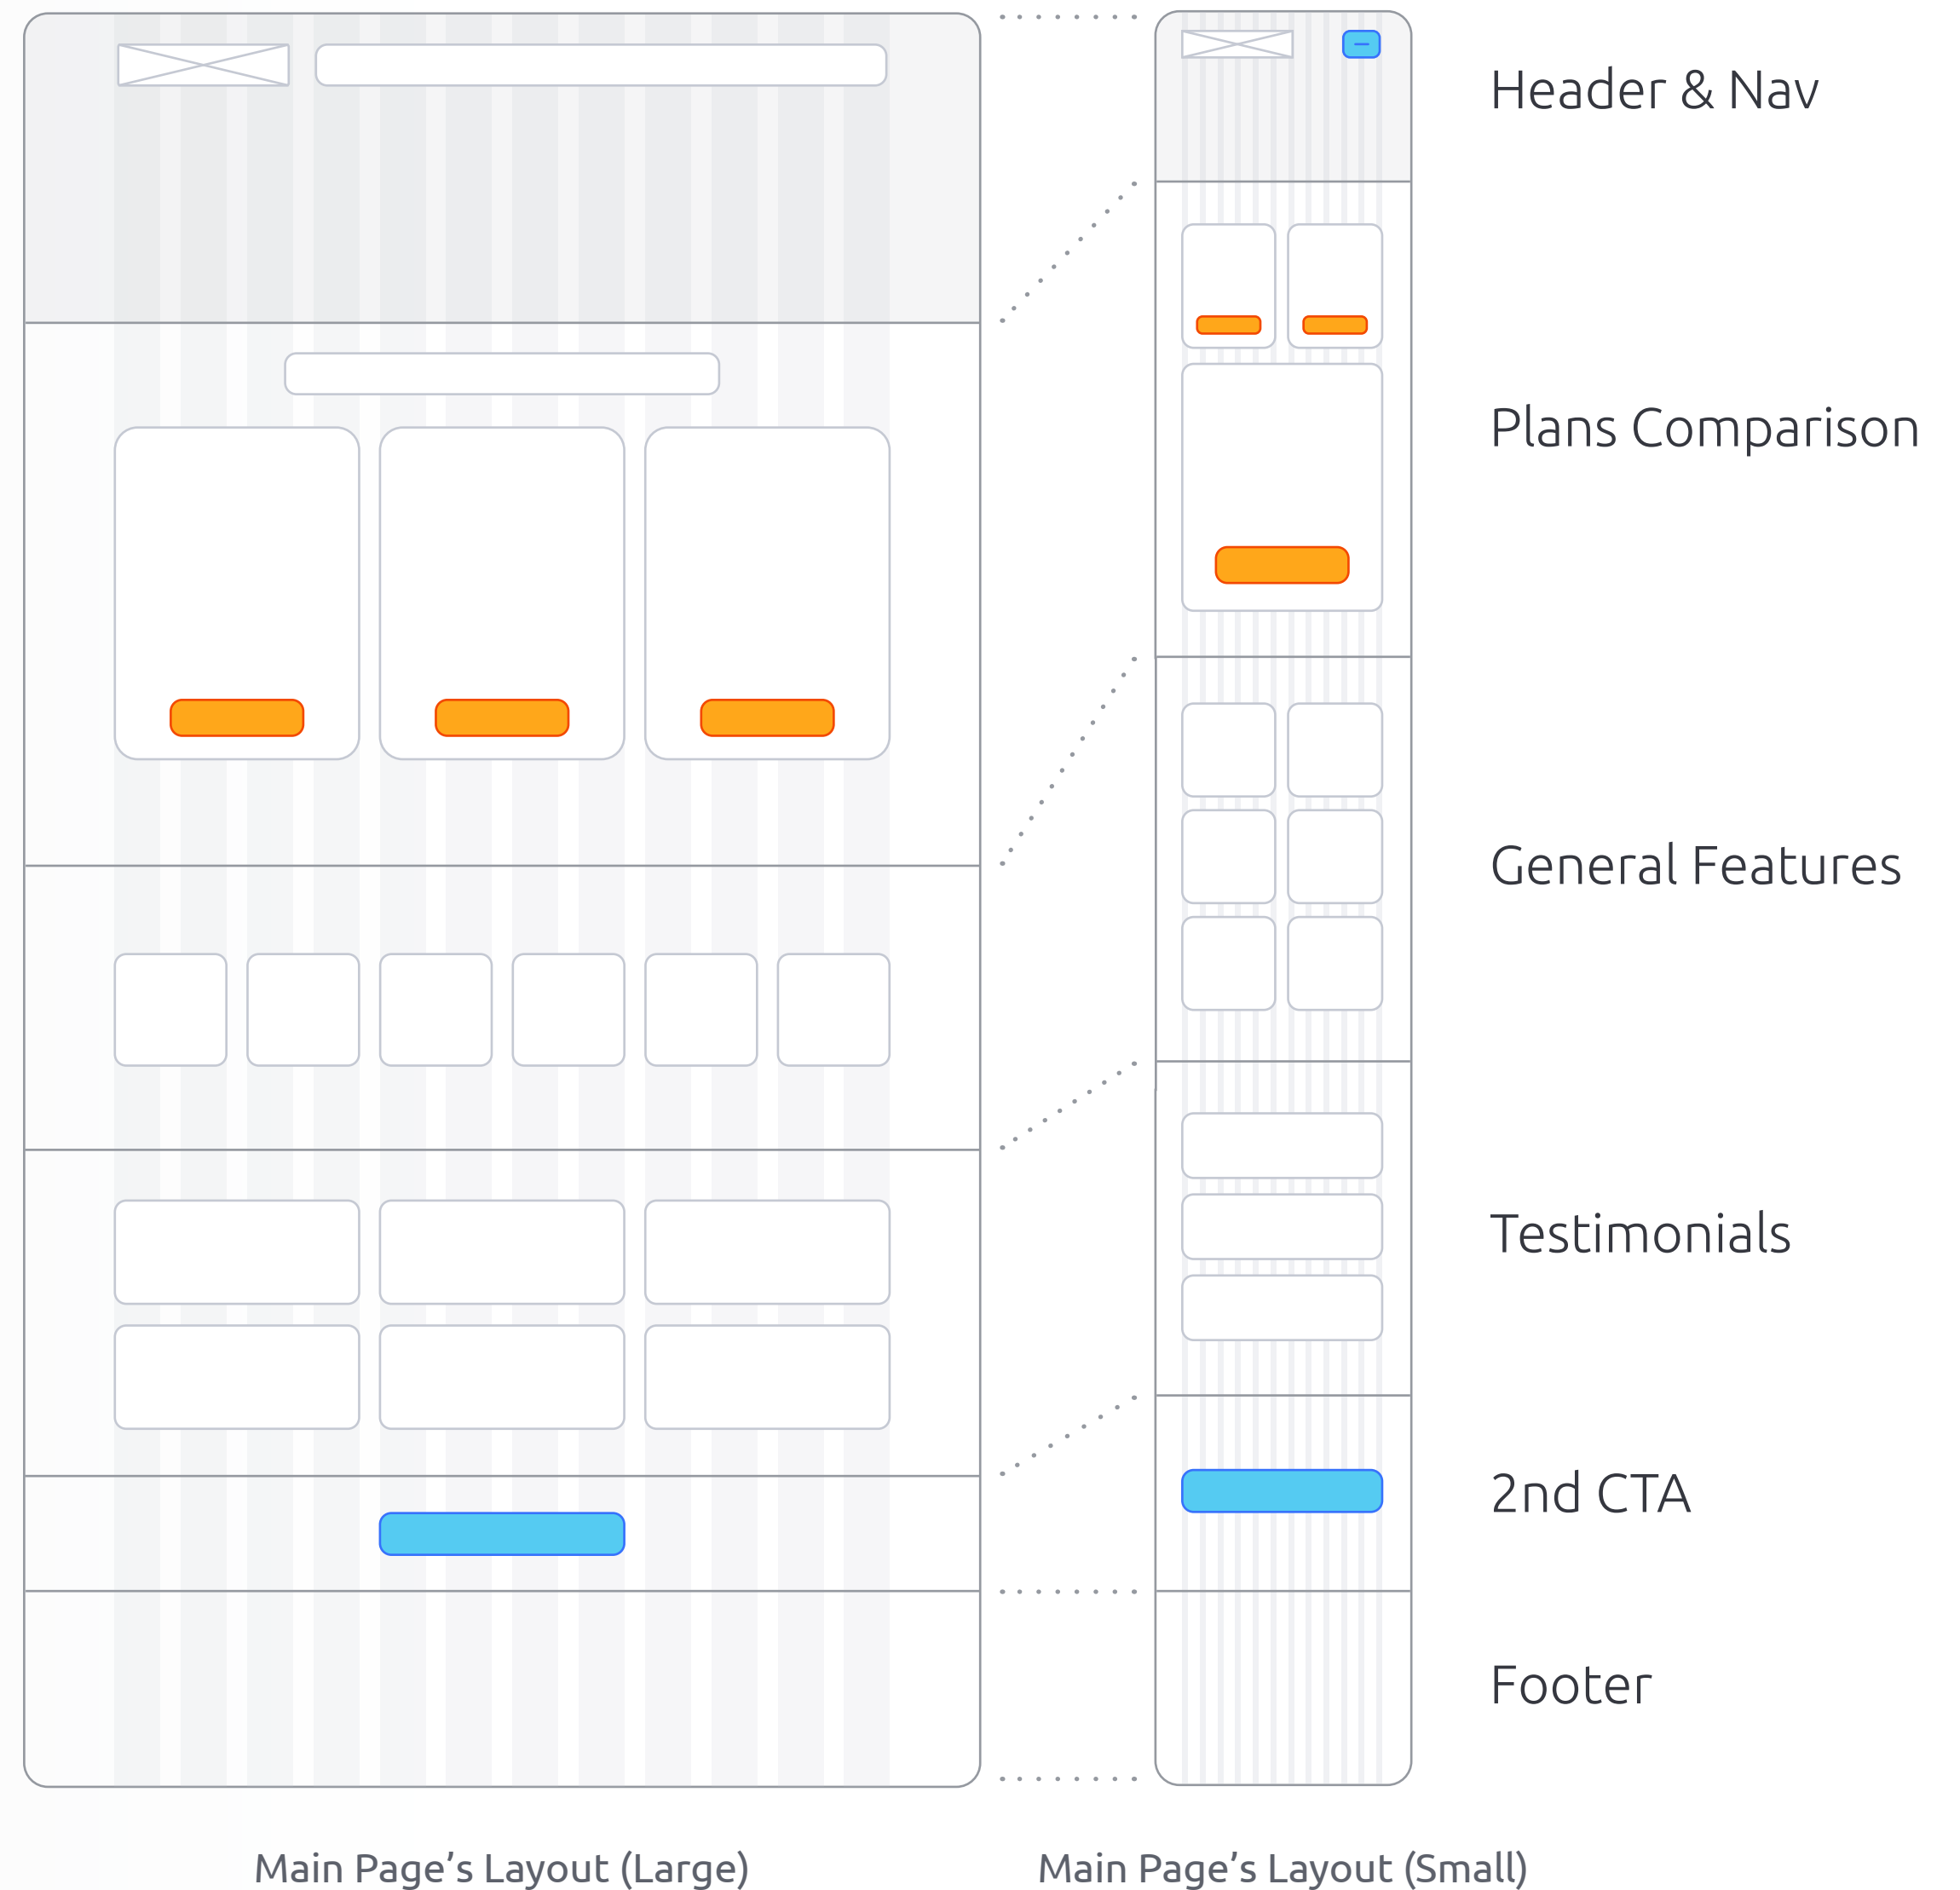 Header & Nav
Plans Comparison
General Features
Testimonials
2nd CTA
Footer
Main Page’s Layout (Large)
Main Page’s Layout (Small)